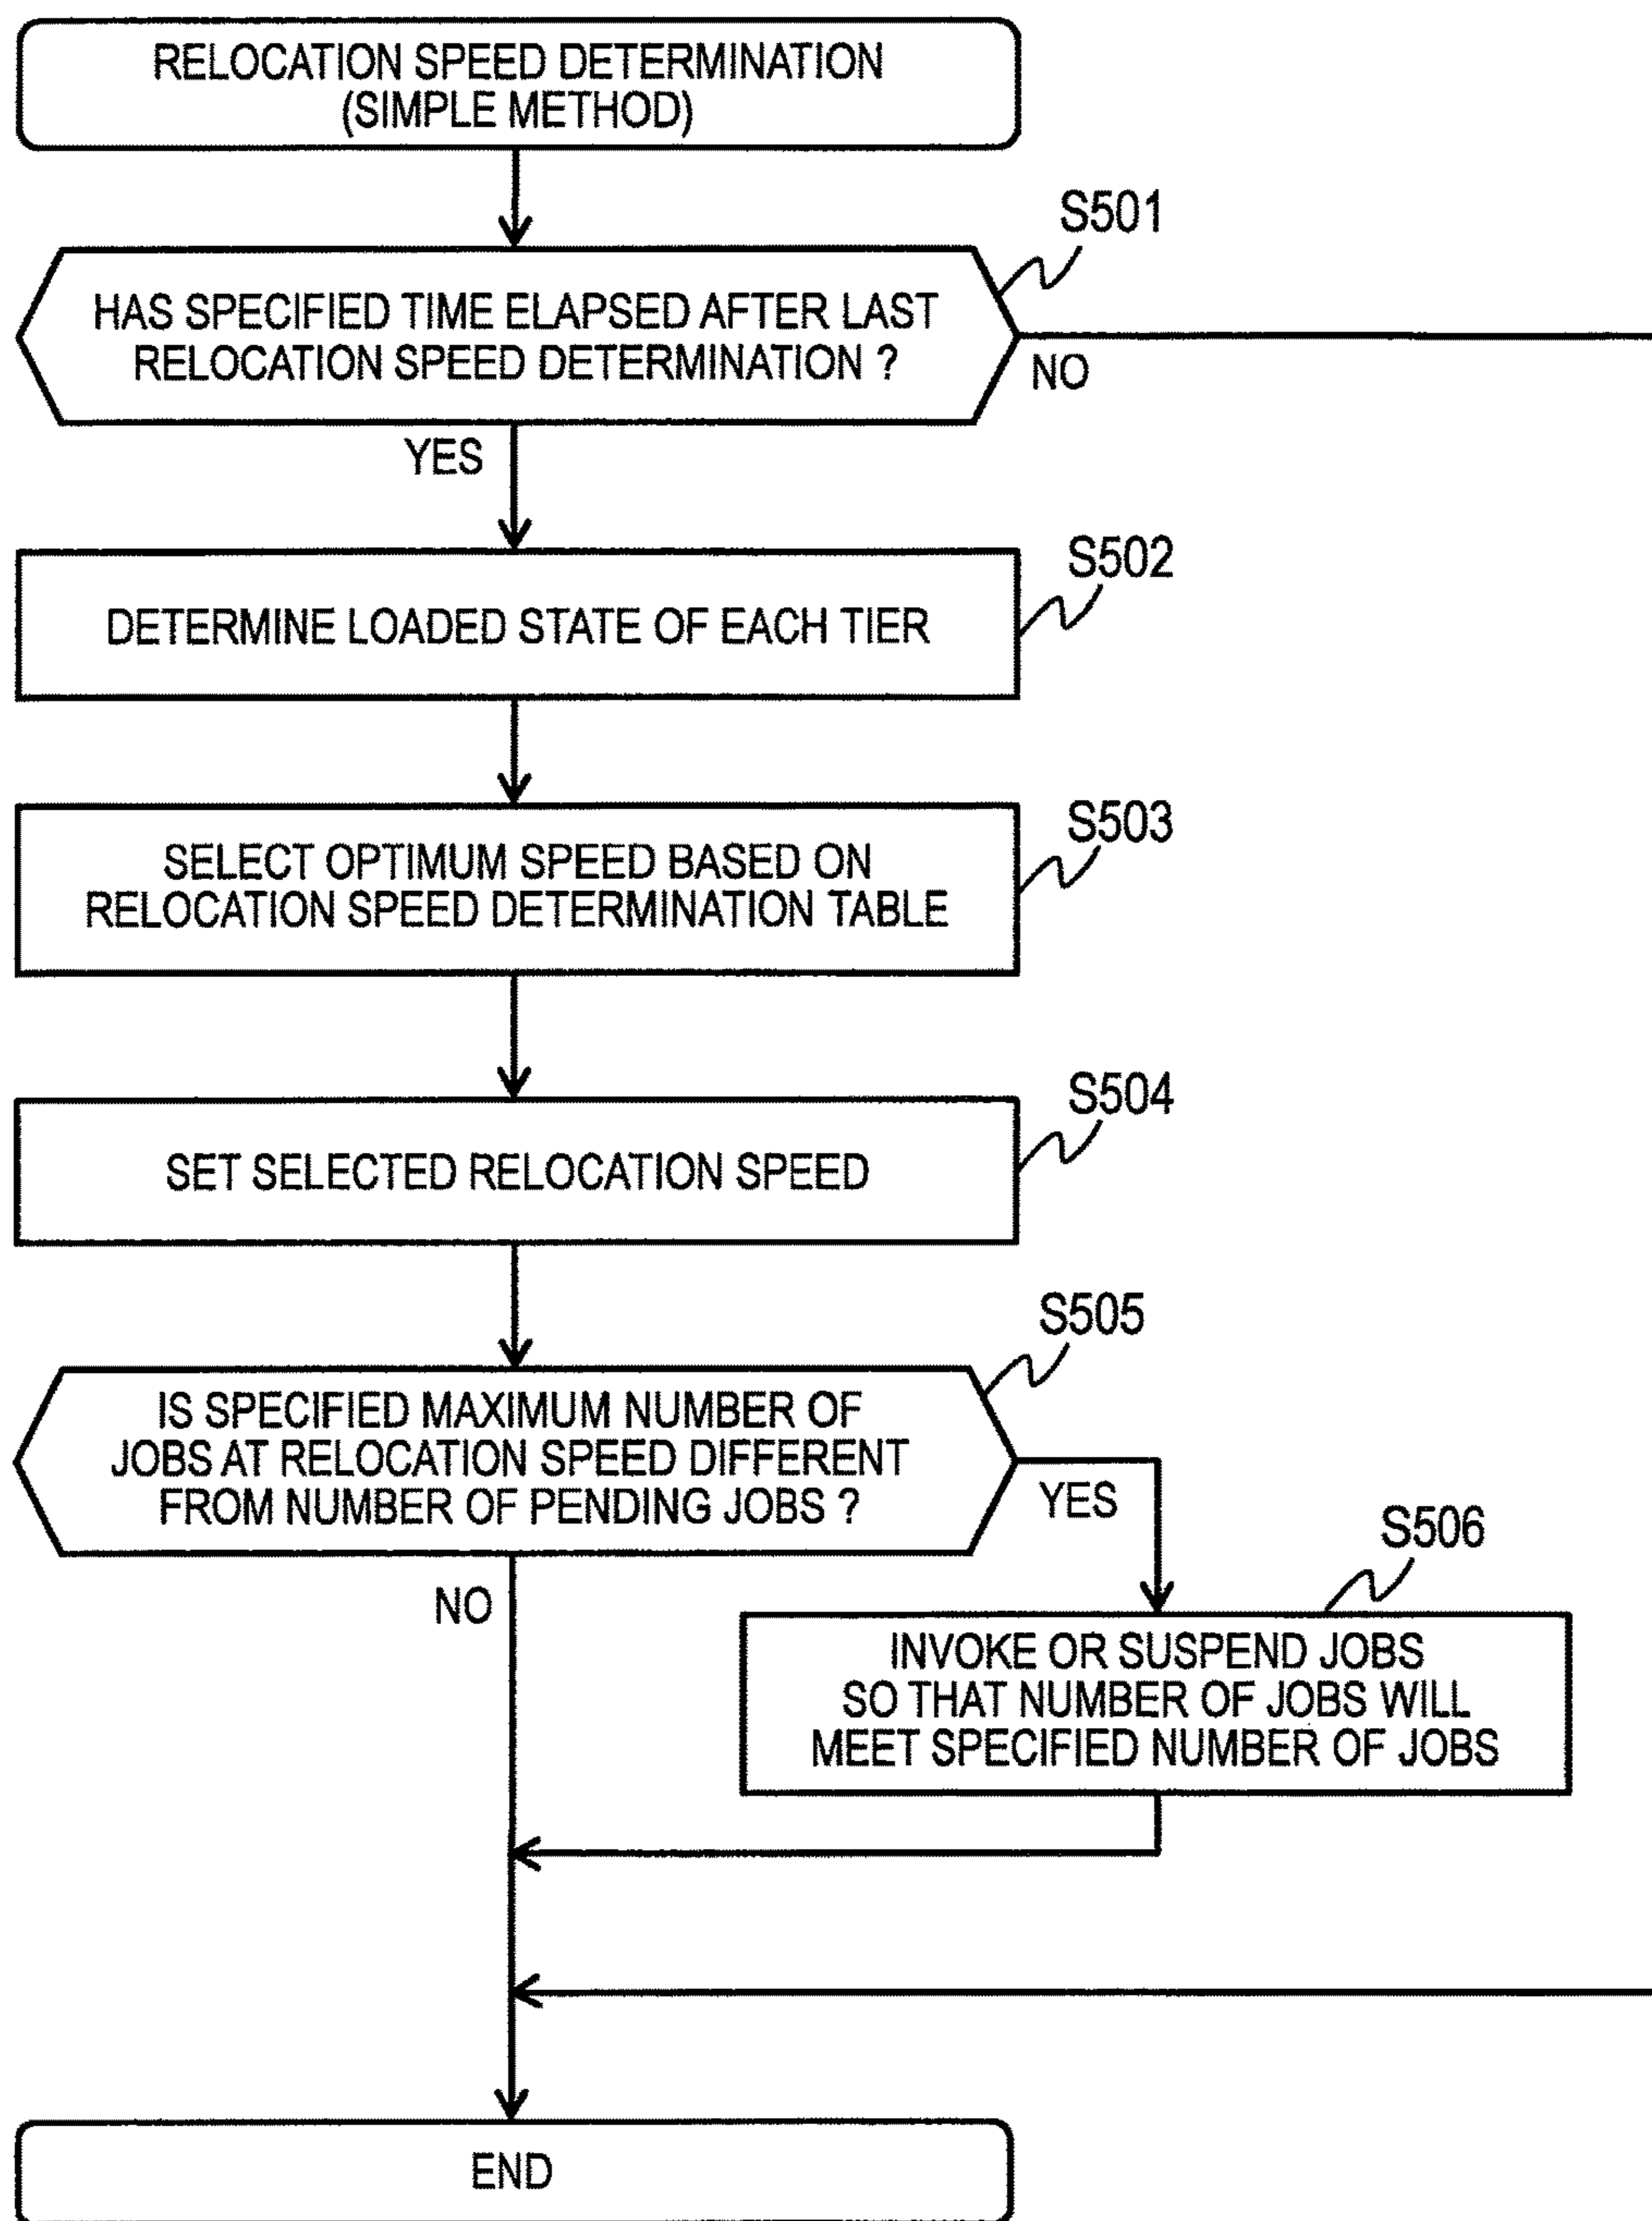 RELOCATION SPEED DETERMINATION
(SIMPLE METHOD)
S501
HAS SPECIFIED TIME ELAPSED AFTER LAST
RELOCATION SPEED DETERMINATION ?
NO
YES
S502
DETERMINE LOADED STATE OF EACH TIER
S503
SELECT OPTIMUM SPEED BASED ON
RELOCATION SPEED DETERMINATION TABLE
S504
SET SELECTED RELOCATION SPEED
S505
IS SPECIFIED MAXIMUM NUMBER OF
JOBS AT RELOCATION SPEED DIFFERENT
FROM NUMBER OF PENDING JOBS ?
YES
S506
NO
INVOKE OR SUSPEND JOBS
SO THAT NUMBER OF JOBS WILL
MEET SPECIFIED NUMBER OF JOBS
END